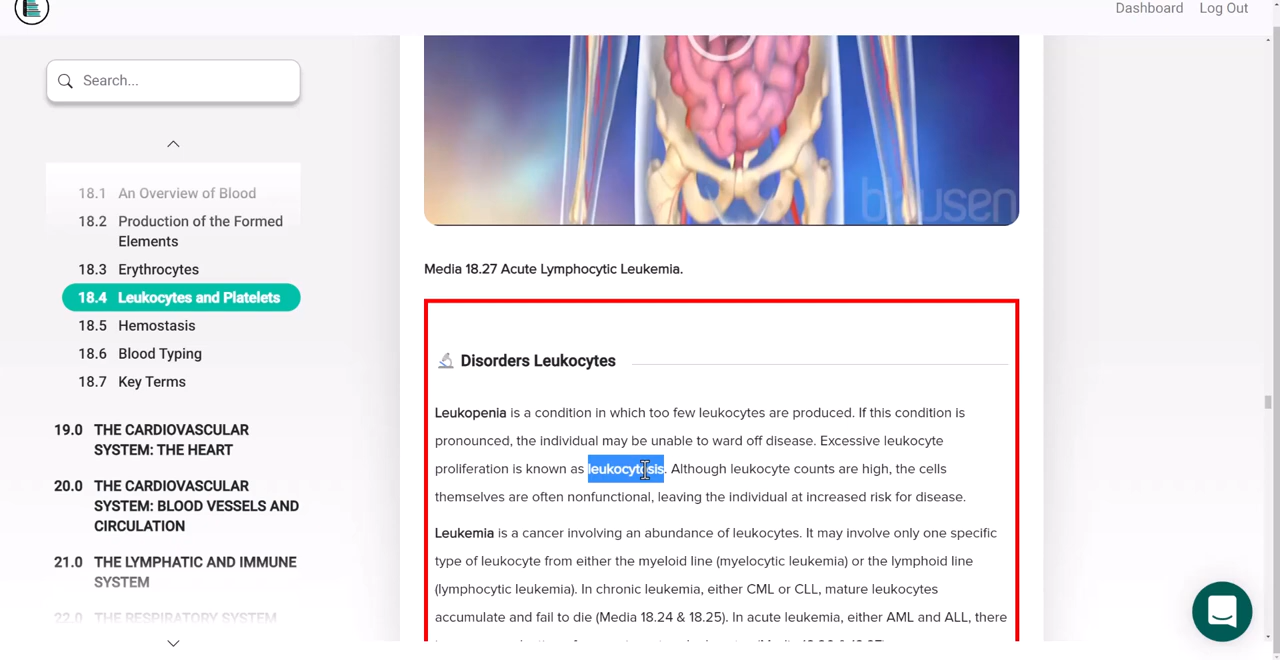 Dashboard Log Out
Search...
18.1 An Overview of Blood
18.2 Production of the Formed
Elements
18.3 Erythrocytes
18.4 Leukocytes and Platelets
18.5 Hemostasis
18.6 Blood Typing
18.7 Key Terms
19.0 THE CARDIOVASCULAR
SYSTEM: THE HEART
20.0 THE CARDIOVASCULAR
SYSTEM: BLOOD VESSELS AND
CIRCULATION
21.0 THE LYMPHATIC AND IMMUNE
SYSTEM
22.0 THE RESPIRATORY SYSTEM
blausen
Media 18.27 Acute Lymphocytic Leukemia.
Disorders Leukocytes
Leukopenia is a condition in which too few leukocytes are produced. If this condition is
pronounced, the individual may be unable to ward off disease. Excessive leukocyte
proliferation is known as leukocytosis. Although leukocyte counts are high, the cells
themselves are often nonfunctional, leaving the individual at increased risk for disease.
Leukemia is a cancer involving an abundance of leukocytes. It may involve only one specific
type of leukocyte from either the myeloid line (myelocytic leukemia) or the lymphoid line
(lymphocytic leukemia). In chronic leukemia, either CML or CLL, mature leukocytes
accumulate and fail to die (Media 18.24 & 18.25). In acute leukemia, either AML and ALL, there